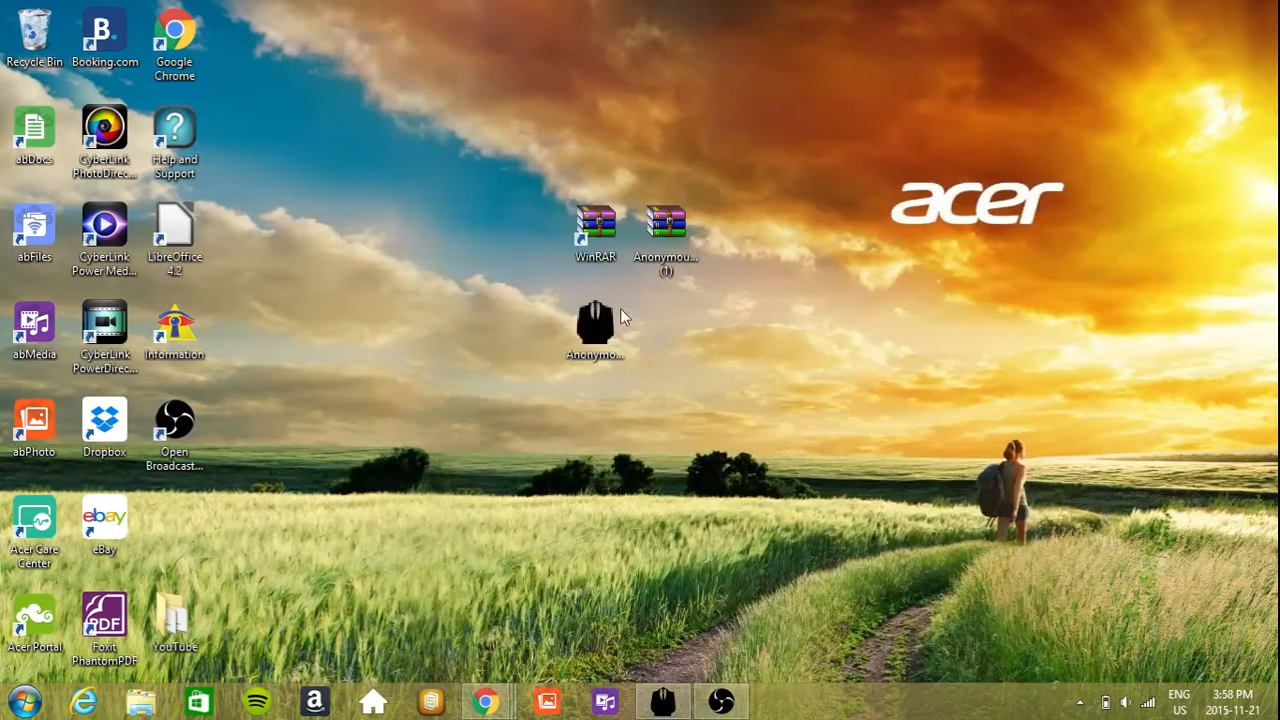 Recycle Bin
Booking.com
Google
Chrome
abDocs
CyberLink
PhotoDirec...
Help and
Support
abFiles
CyberLink
Power Med...
LibreOffice
4.2
WinRAR
Anonymou...
(1)
acer
abMedia
CyberLink
PowerDirec...
Information
Anonymo...
abPhoto
Dropbox
Open
Broadcast...
Acer Care
Center
ebay
eBay
Acer Portal
PDF
Foxit
PhantomPDF
YouTube
ENG
US
3:58 PM
2015-11-21